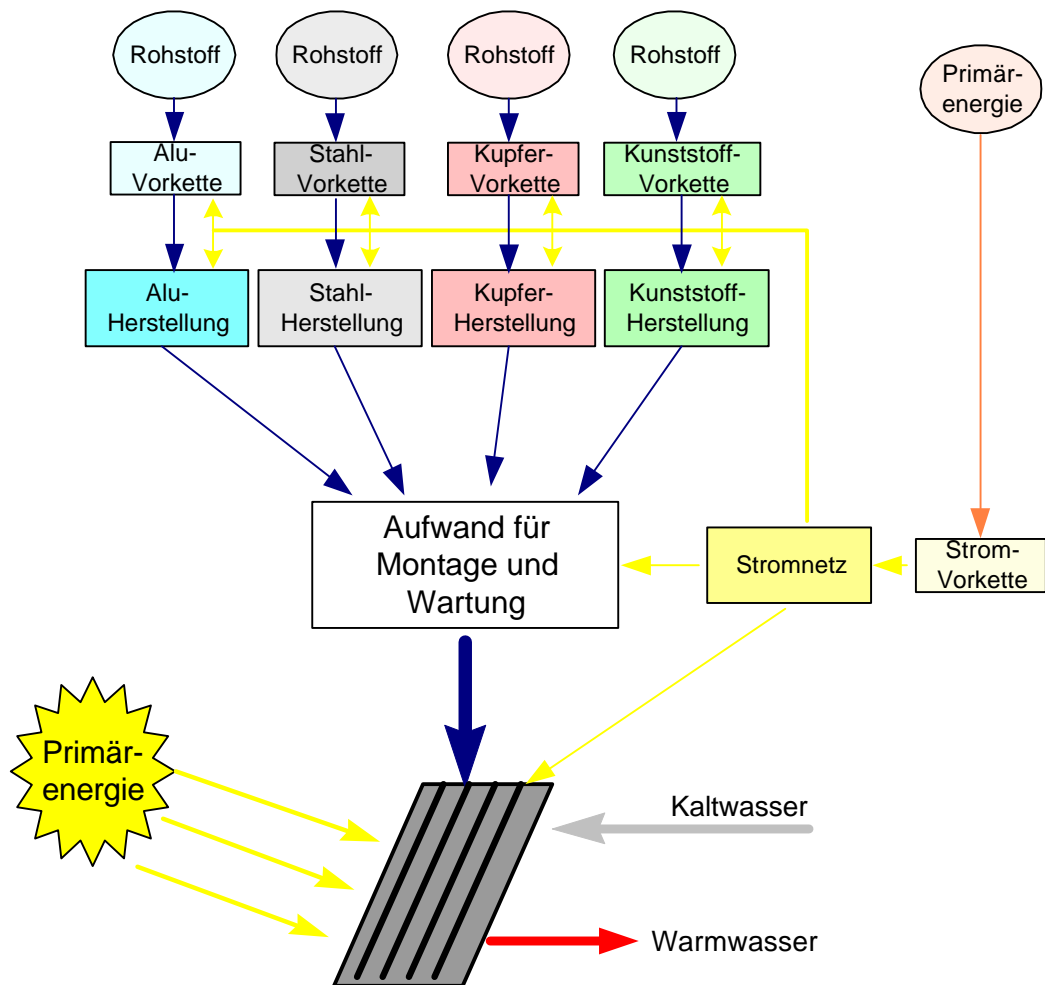 Rohstoff
Rohstoff
Rohstoff
Rohstoff
Primär-
energie
Alu-
Vorkette
Stahl-
Vorkette
Kupfer-
Vorkette
Kunststoff-
Vorkette
Alu-
Herstellung
Stahl-
Herstellung
Kupfer-
Herstellung
Kunststoff-
Herstellung
Aufwand für
Montage und
Wartung
Stromnetz
Strom-
Vorkette
Primär-
energie
Kaltwasser
Warmwasser